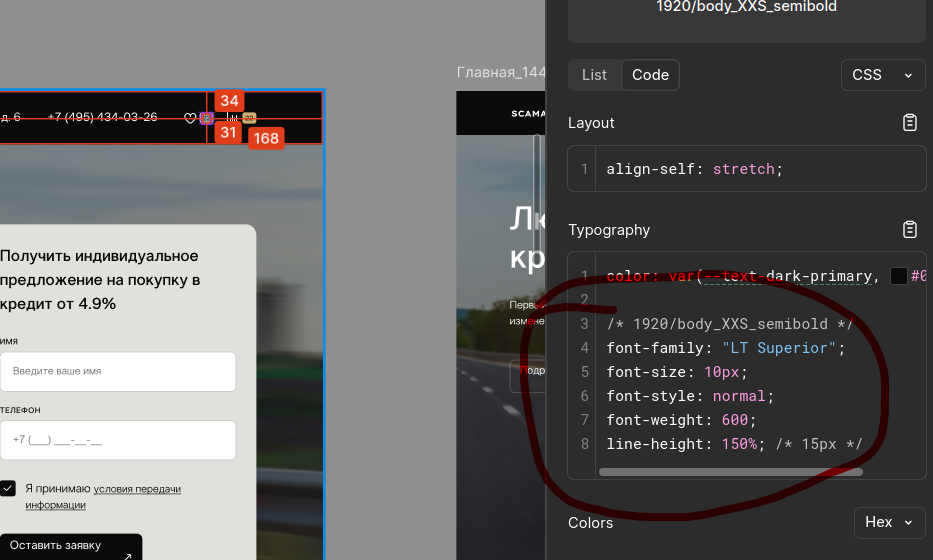 1920/body_XXS_semibold
List Code CSS
Главная_144
д. 6 +7 (495) 434-03-26
34
31
168
22
SCAMA
Layout
1 align-self: stretch;
Typography
1 color: var(--text-dark-primary, #0
2
3 /* 1920/body_XXS_semibold */
4 font-family: "LT Superior";
5 font-size: 10px;
6 font-style: normal;
7 font-weight: 600;
8 line-height: 150%; /* 15px */
Colors Hex
Лю
кр
Первы
измене
Подр
Получить индивидуальное
предложение на покупку в
кредит от 4.9%
ИМЯ
Введите ваше имя
ТЕЛЕФОН
+7 (___) ___-__-__
Я принимаю условия передачи
информации
Оставить заявку